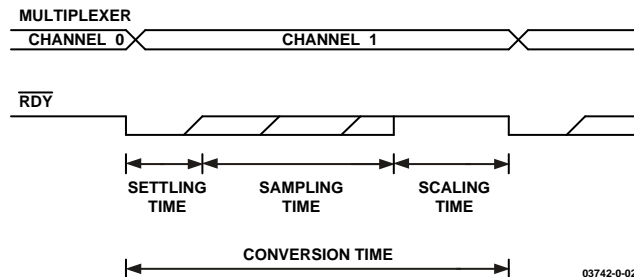 MULTIPLEXER
CHANNEL 0 CHANNEL 1
RDY
SETTLING TIME
SAMPLING TIME
SCALING TIME
CONVERSION TIME
03742-0-02